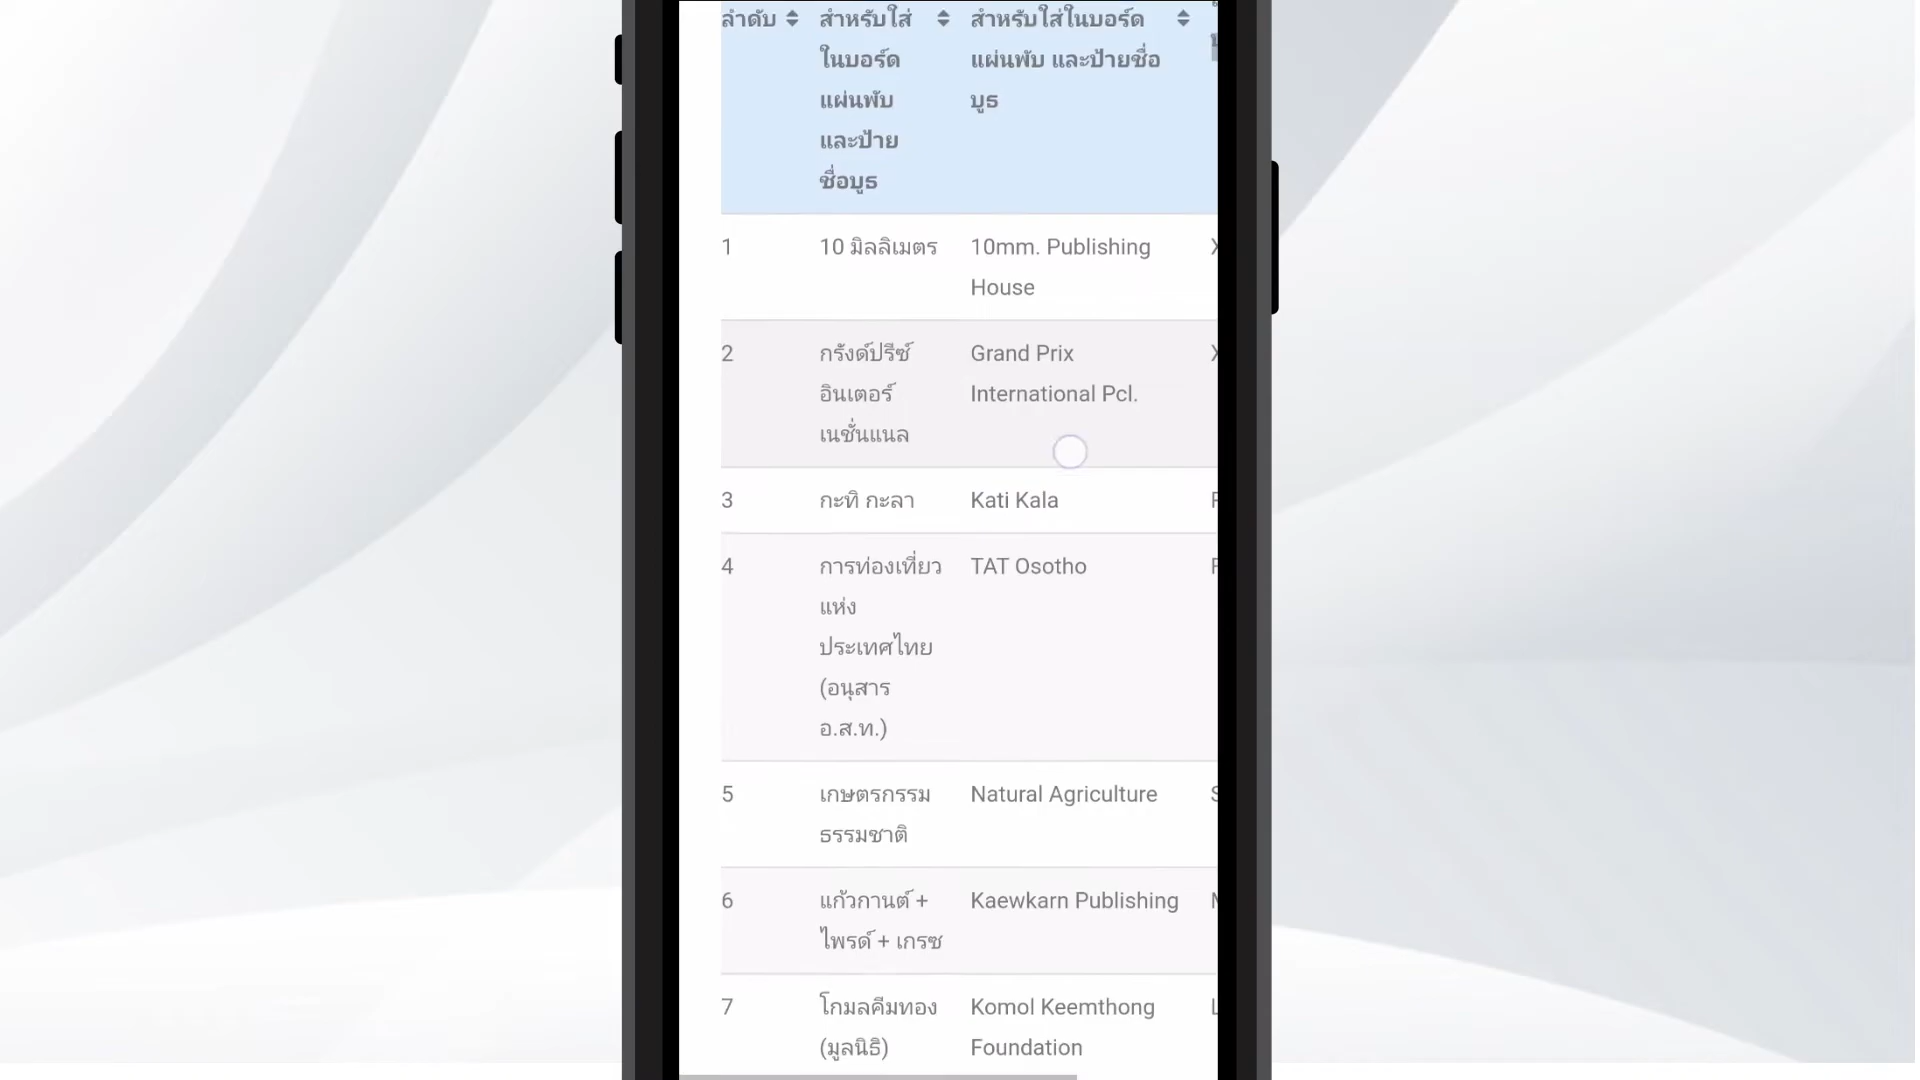 ลำดับ
สำหรับใส่
ในบอร์ด
แผ่นพับ
และป้าย
ชื่อบูธ
สำหรับใส่ในบอร์ด
แผ่นพับ และป้ายชื่อ
บูธ
1
10 มิลลิเมตร
10mm. Publishing
House
2
กรังด์ปรีซ์
อินเตอร์
เนชั่นแนล
Grand Prix
International Pcl.
3
กะทิ กะลา
Kati Kala
4
การท่องเที่ยว
แห่ง
ประเทศไทย
(อนุสาร
อ.ส.ท.)
TAT Osotho
5
เกษตรกรรม
ธรรมชาติ
Natural Agriculture
6
แก้วกานต์ +
ไพรด์ + เกรซ
Kaewkarn Publishing
7
โกมลคีมทอง
(มูลนิธิ)
Komol Keemthong
Foundation